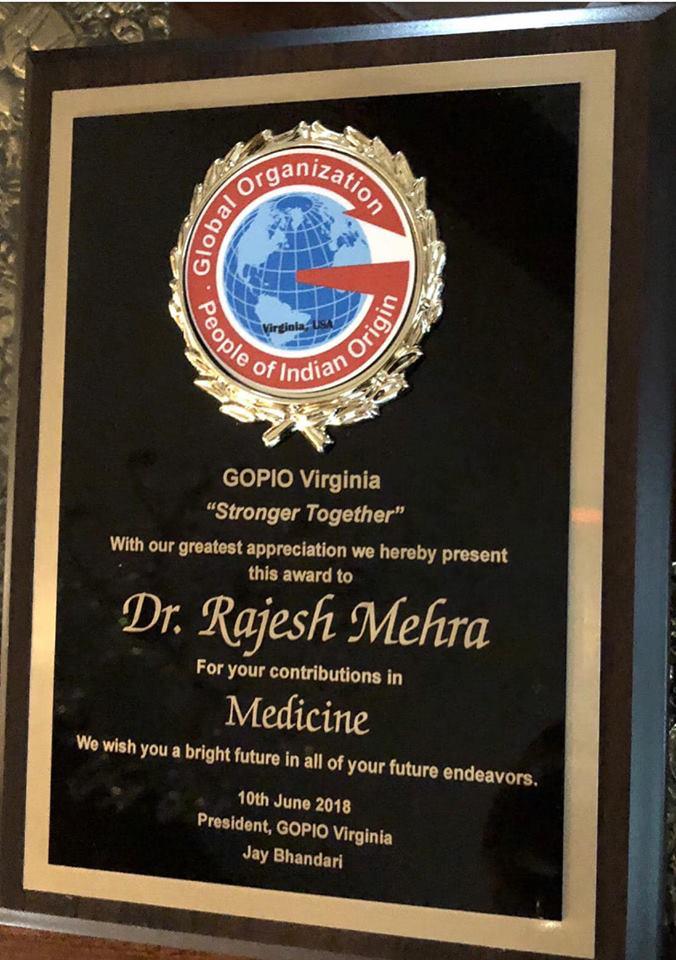 Global Organization
People of Indian Origin
Virginia, USA
GOPIO Virginia
“Stronger Together”
With our greatest appreciation we hereby present
this award to
Dr. Rajesh Mehra
For your contributions in
Medicine
We wish you a bright future in all of your future endeavors.
10th June 2018
President, GOPIO Virginia
Jay Bhandari